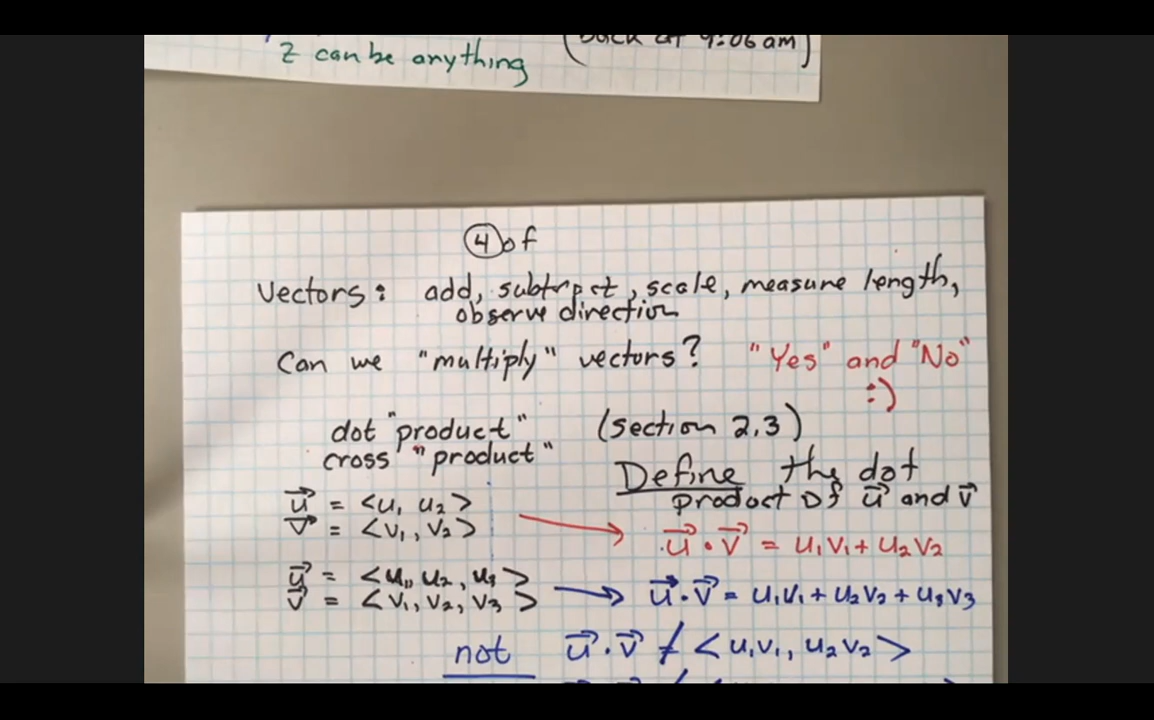 (back at 9:06 am)
z can be anything
④ of
Vectors: add, subtract, scale, measure length,
observe direction
Can we "multiply" vectors? "Yes" and "No"
:)
dot "product" (section 2.3)
cross "product"
Define the dot
product of u⃗ and v⃗
u⃗ = <u₁ u₂>
v⃗ = <v₁, v₂>
u⃗ · v⃗ = u₁v₁ + u₂v₂
u⃗ = <u₁, u₂, u₃>
v⃗ = <v₁, v₂, v₃>
u⃗ · v⃗ = u₁v₁ + u₂v₂ + u₃v₃
not u⃗ · v⃗ ≠ <u₁v₁, u₂v₂>